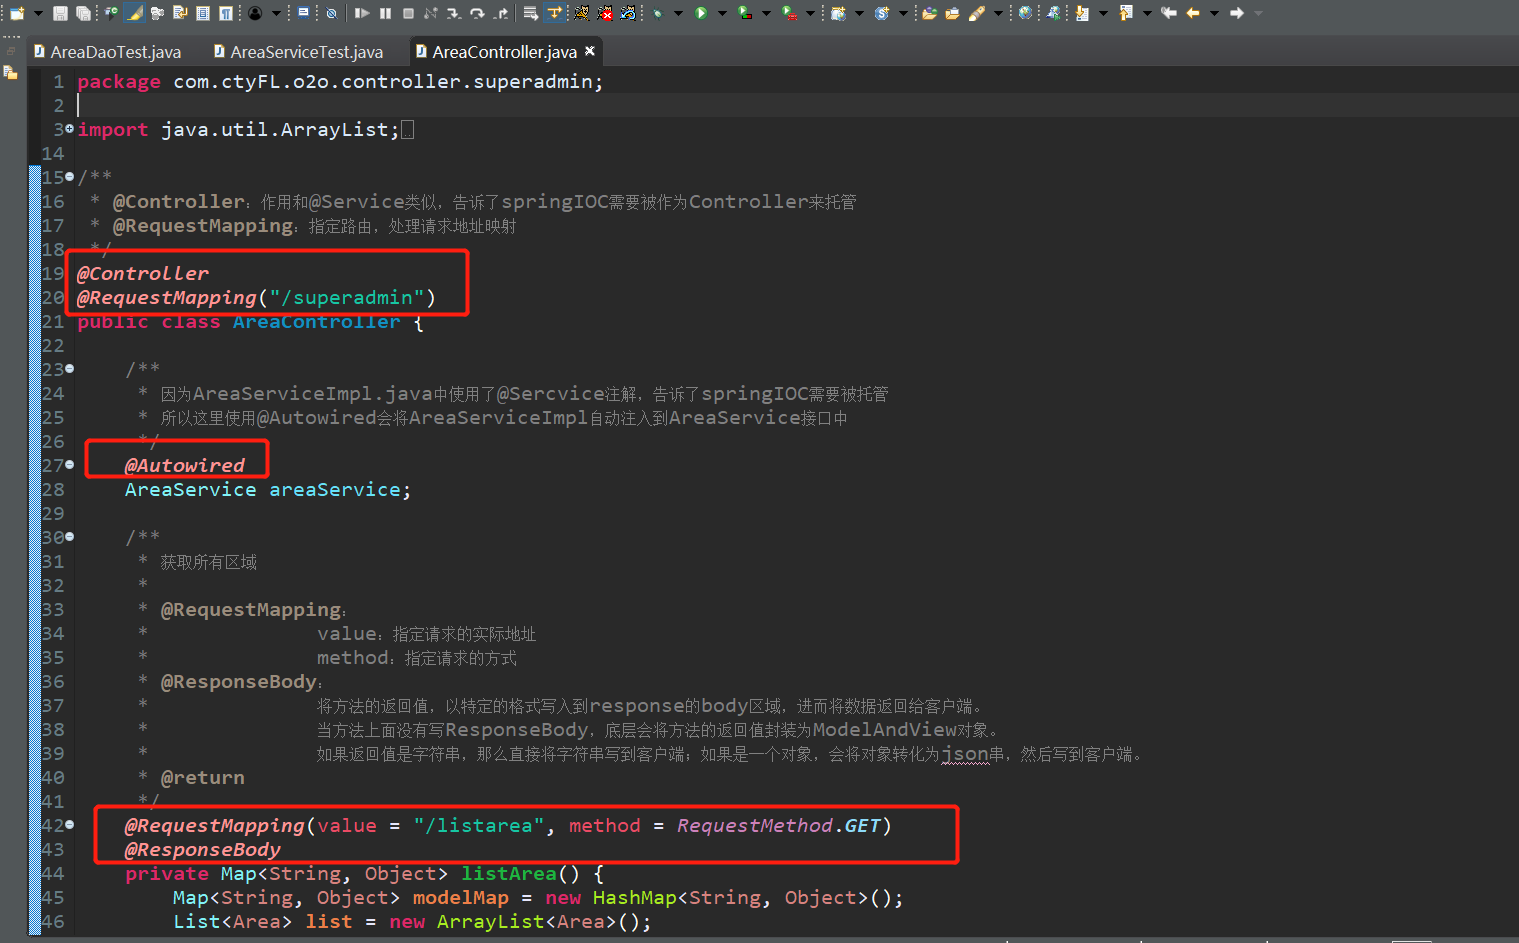 AreaDaoTest.java AreaServiceTest.java AreaController.java
1 package com.ctyFL.o2o.controller.superadmin;
2
3 import java.util.ArrayList;
14
15 /**
16 * @Controller：作用和@Service类似，告诉了springIOC需要被作为Controller来托管
17 * @RequestMapping：指定路由，处理请求地址映射
18 */
19 @Controller
20 @RequestMapping("/superadmin")
21 public class AreaController {
22
23 /**
24 * 因为AreaServiceImpl.java中使用了@Sercvice注解，告诉了springIOC需要被托管
25 * 所以这里使用@Autowired会将AreaServiceImpl自动注入到AreaService接口中
26 */
27 @Autowired
28 AreaService areaService;
29
30 /**
31 * 获取所有区域
32 *
33 * @RequestMapping：
34 * value：指定请求的实际地址
35 * method：指定请求的方式
36 * @ResponseBody：
37 * 将方法的返回值，以特定的格式写入到response的body区域，进而将数据返回给客户端。
38 * 当方法上面没有写ResponseBody，底层会将方法的返回值封装为ModelAndView对象。
39 * 如果返回值是字符串，那么直接将字符串写到客户端；如果是一个对象，会将对象转化为json串，然后写到客户端。
40 * @return
41 */
42 @RequestMapping(value = "/listarea", method = RequestMethod.GET)
43 @ResponseBody
44 private Map<String, Object> listArea() {
45 Map<String, Object> modelMap = new HashMap<String, Object>();
46 List<Area> list = new ArrayList<Area>();